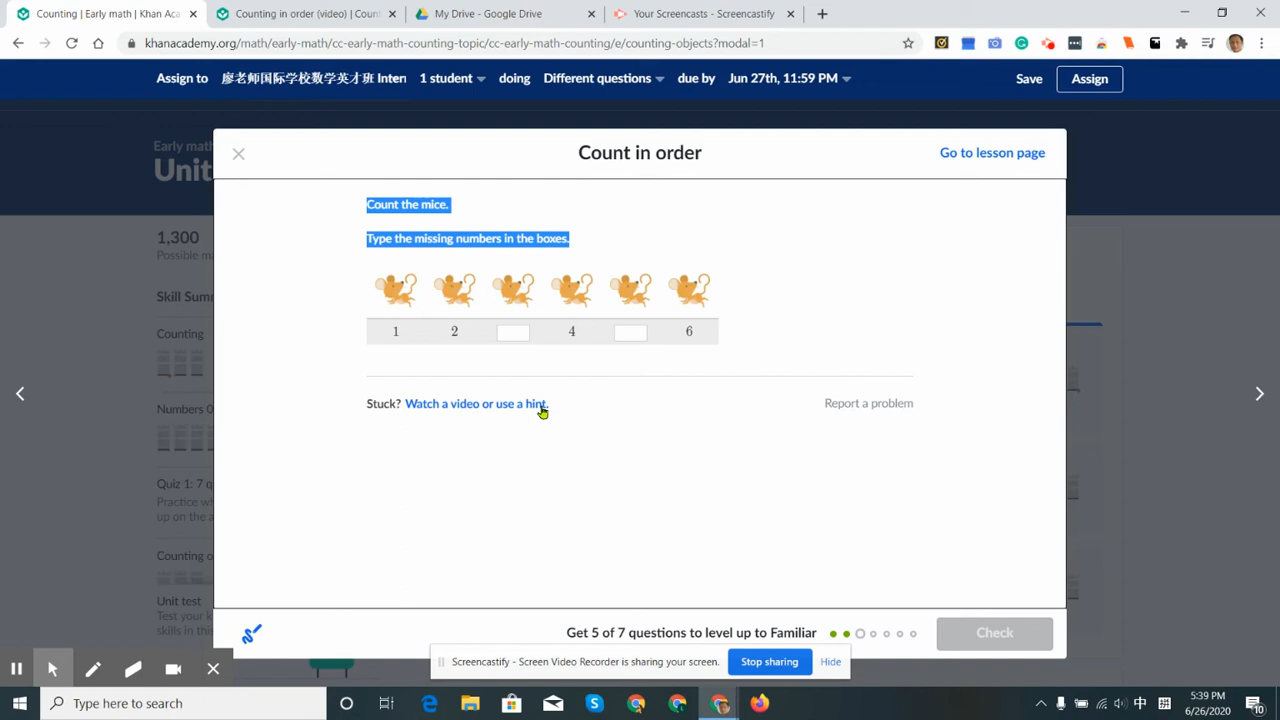 Counting | Early math | Khan Aca
Counting in order (video) | Count
My Drive - Google Drive
Your Screencasts - Screencastify
khanacademy.org/math/early-math/cc-early-math-counting-topic/cc-early-math-counting/e/counting-objects?modal=1
Assign to 廖老师国际学校数学英才班 Intern 1 student doing Different questions due by Jun 27th, 11:59 PM Save Assign
Early math
Unit
Count in order
Go to lesson page
Count the mice.
Type the missing numbers in the boxes.
1 2 4 6
Stuck? Watch a video or use a hint.
Report a problem
1,300
Possible ma
Skill Sum
Counting
Numbers 0
Quiz 1: 7 q
Practice wh
up on the a
Counting o
Unit test
Test your k
skills in this
Get 5 of 7 questions to level up to Familiar
Check
Screencastify - Screen Video Recorder is sharing your screen. Stop sharing Hide
Type here to search
中 拼
5:39 PM
6/26/2020
10